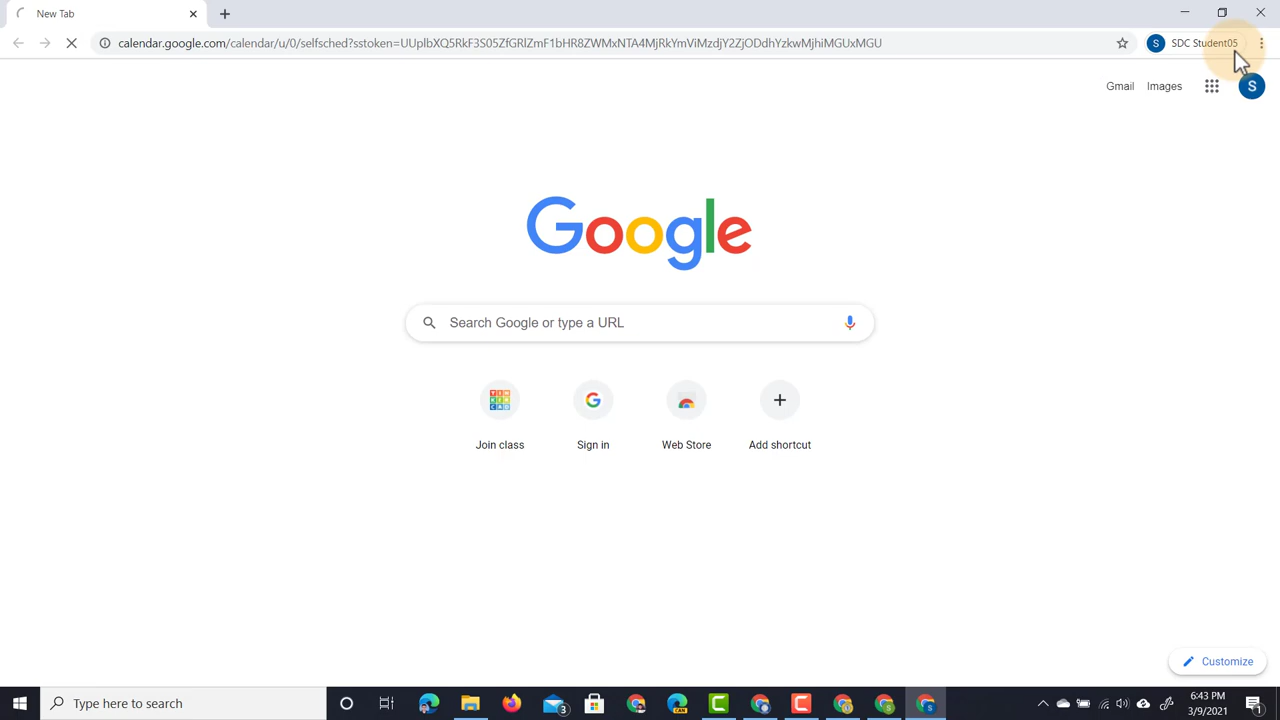 New Tab
calendar.google.com/calendar/u/0/selfsched?sstoken=UUplbXQ5RkF3S05ZfGRlZmF1bHR8ZWMxNTA4MjRkYmViMzdjY2ZjODdhYzkwMjhiMGUxMGU
S
SDC Student05
Gmail
Images
S
Google
Search Google or type a URL
Join class
Sign in
Web Store
Add shortcut
Customize
Type here to search
6:43 PM
3/9/2021